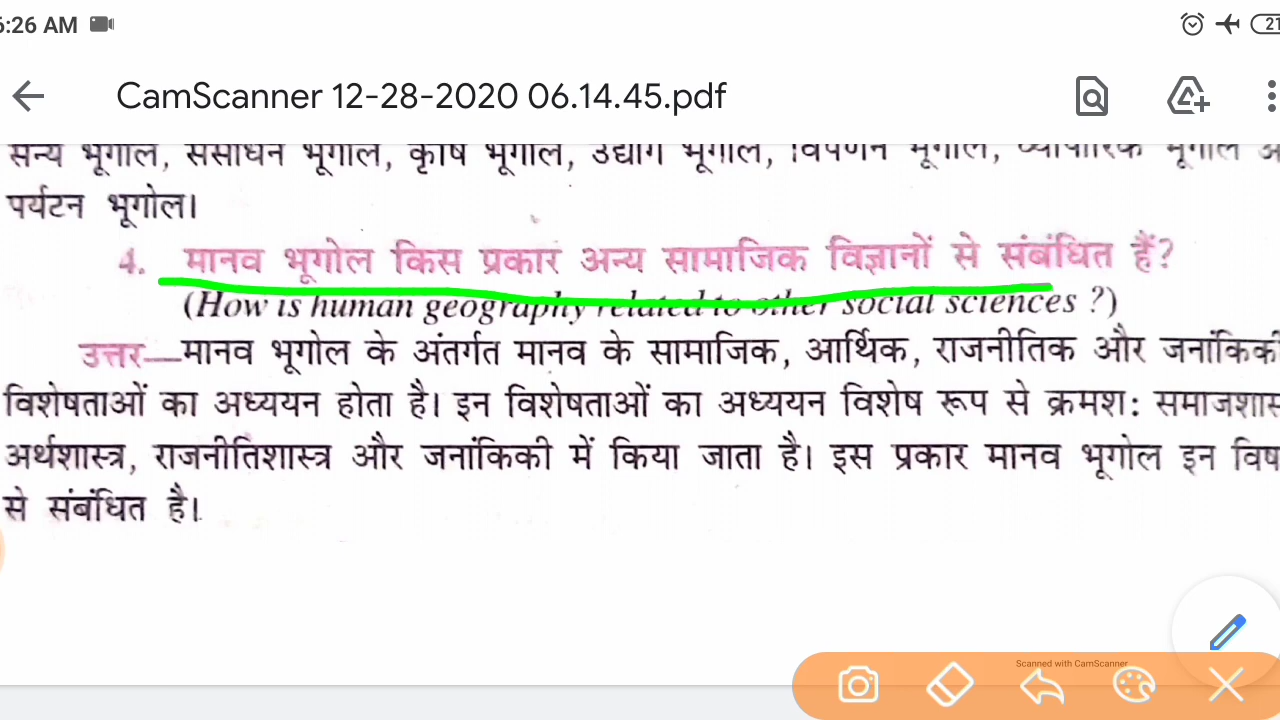 6:26 AM
21
CamScanner 12-28-2020 06.14.45.pdf
सैन्य भूगोल, संसाधन भूगोल, कृषि भूगोल, उद्योग भूगोल, विपणन भूगोल, व्यापारिक भूगोल
पर्यटन भूगोल।
4. मानव भूगोल किस प्रकार अन्य सामाजिक विज्ञानों से संबंधित हैं?
(How is human geography related to other social sciences ?)
उत्तर—मानव भूगोल के अंतर्गत मानव के सामाजिक, आर्थिक, राजनीतिक और जनांकिकी
विशेषताओं का अध्ययन होता है। इन विशेषताओं का अध्ययन विशेष रूप से क्रमश: समाजशास
अर्थशास्त्र, राजनीतिशास्त्र और जनांकिकी में किया जाता है। इस प्रकार मानव भूगोल इन विष
से संबंधित है।
Scanned with CamScanner